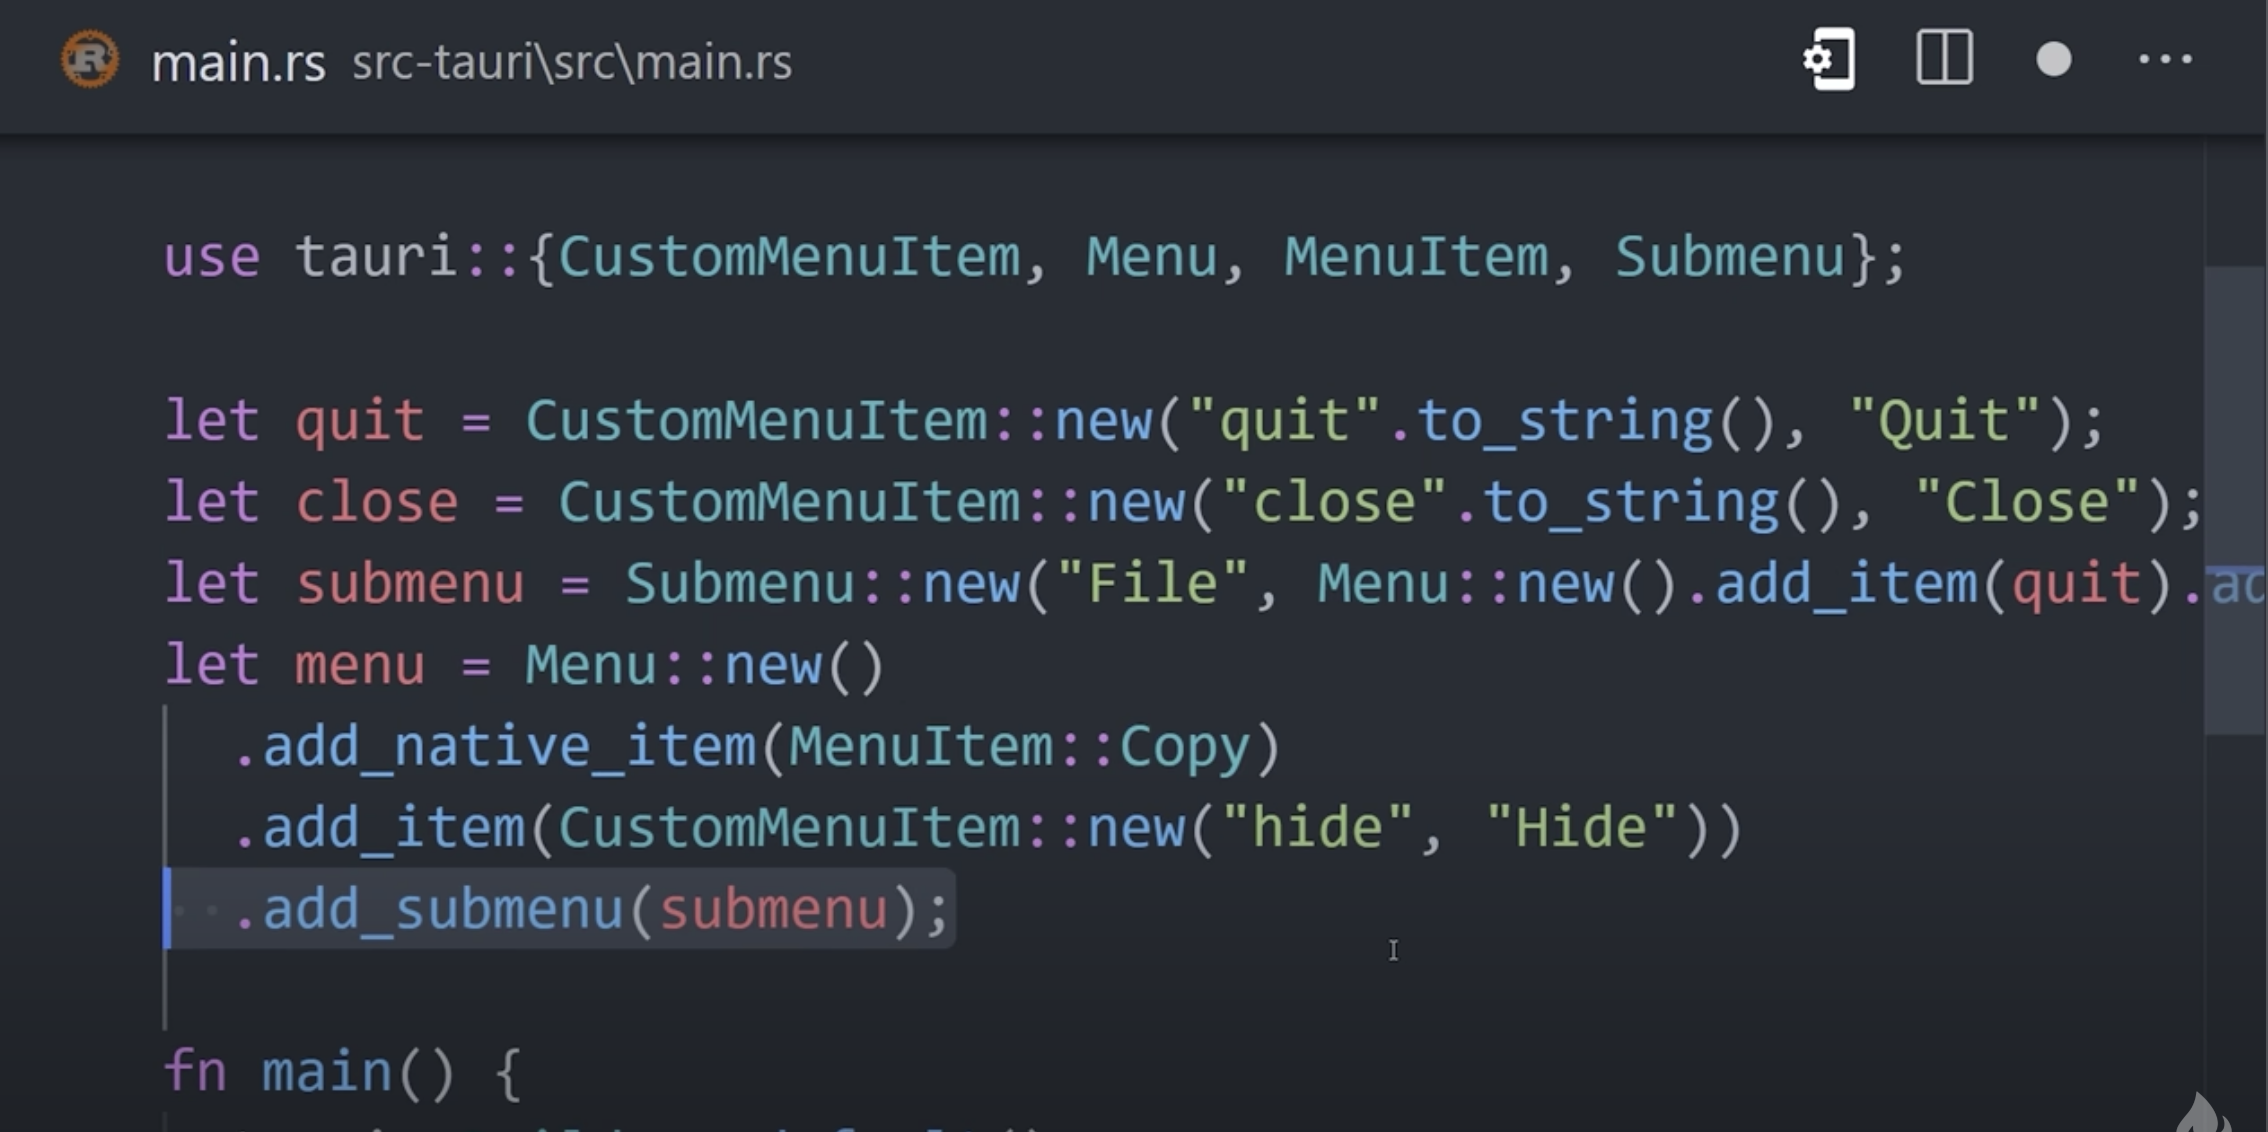 main.rs src-tauri\src\main.rs
use tauri::{CustomMenuItem, Menu, MenuItem, Submenu};
let quit = CustomMenuItem::new("quit".to_string(), "Quit");
let close = CustomMenuItem::new("close".to_string(), "Close");
let submenu = Submenu::new("File", Menu::new().add_item(quit).ad
let menu = Menu::new()
.add_native_item(MenuItem::Copy)
.add_item(CustomMenuItem::new("hide", "Hide"))
.add_submenu(submenu);
fn main() {